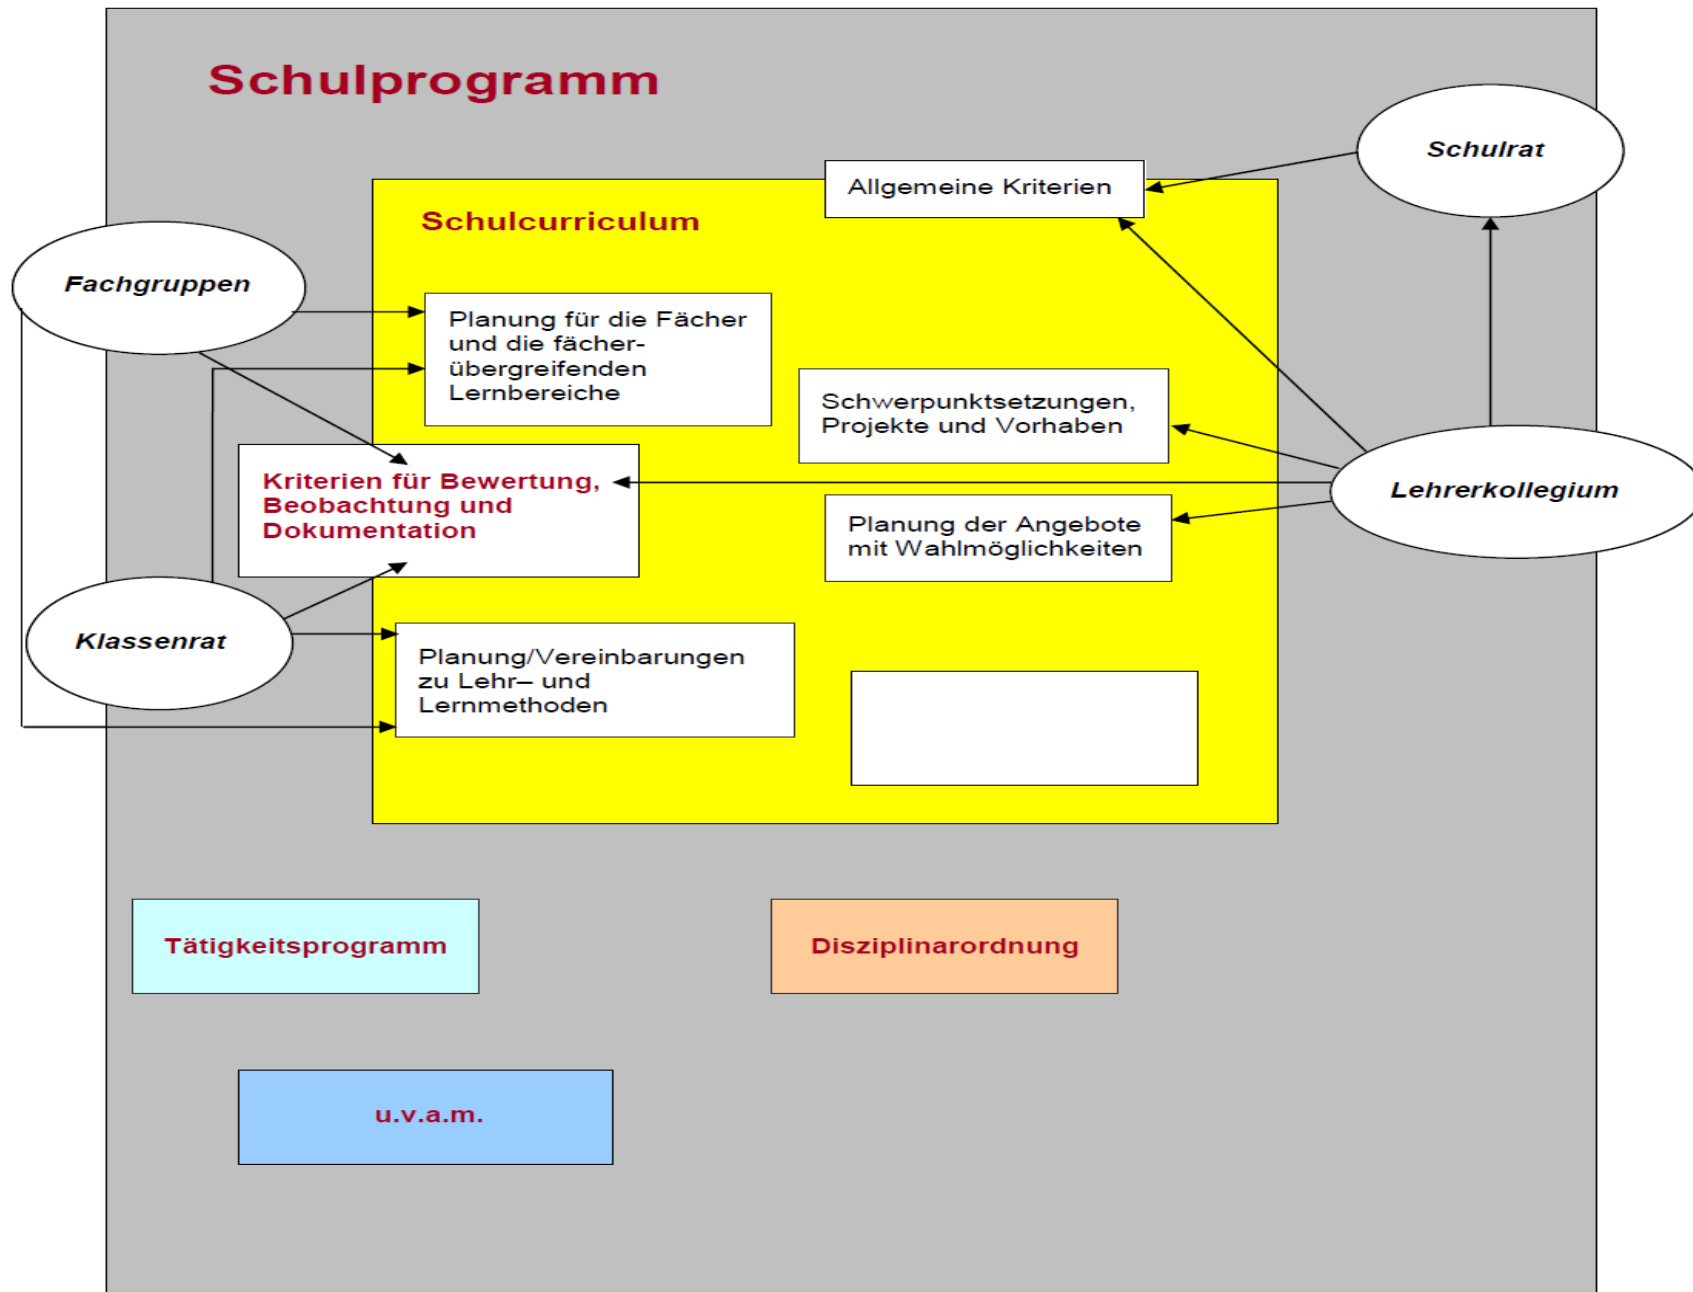 Schulprogramm
Schulrat
Allgemeine Kriterien
Schulcurriculum
Fachgruppen
Planung für die Fächer
und die fächer-
übergreifenden
Lernbereiche
Schwerpunktsetzungen,
Projekte und Vorhaben
Kriterien für Bewertung,
Beobachtung und
Dokumentation
Lehrerkollegium
Planung der Angebote
mit Wahlmöglichkeiten
Klassenrat
Planung/Vereinbarungen
zu Lehr– und
Lernmethoden
Tätigkeitsprogramm
Disziplinarordnung
u.v.a.m.